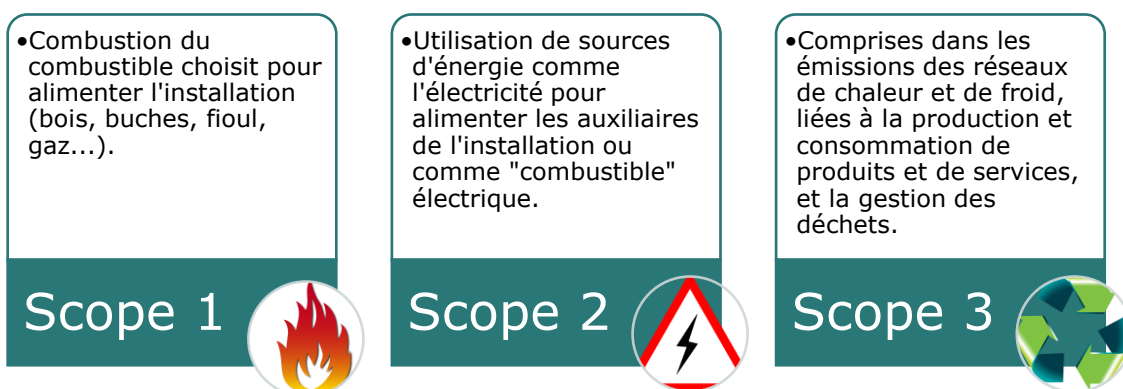 •Combustion du
combustible choisit pour
alimenter l'installation
(bois, buches, fioul,
gaz...).
Scope 1
•Utilisation de sources
d'énergie comme
l'électricité pour
alimenter les auxiliaires
de l'installation ou
comme "combustible"
électrique.
Scope 2
•Comprises dans les
émissions des réseaux
de chaleur et de froid,
liées à la production et
consommation de
produits et de services,
et la gestion des
déchets.
Scope 3